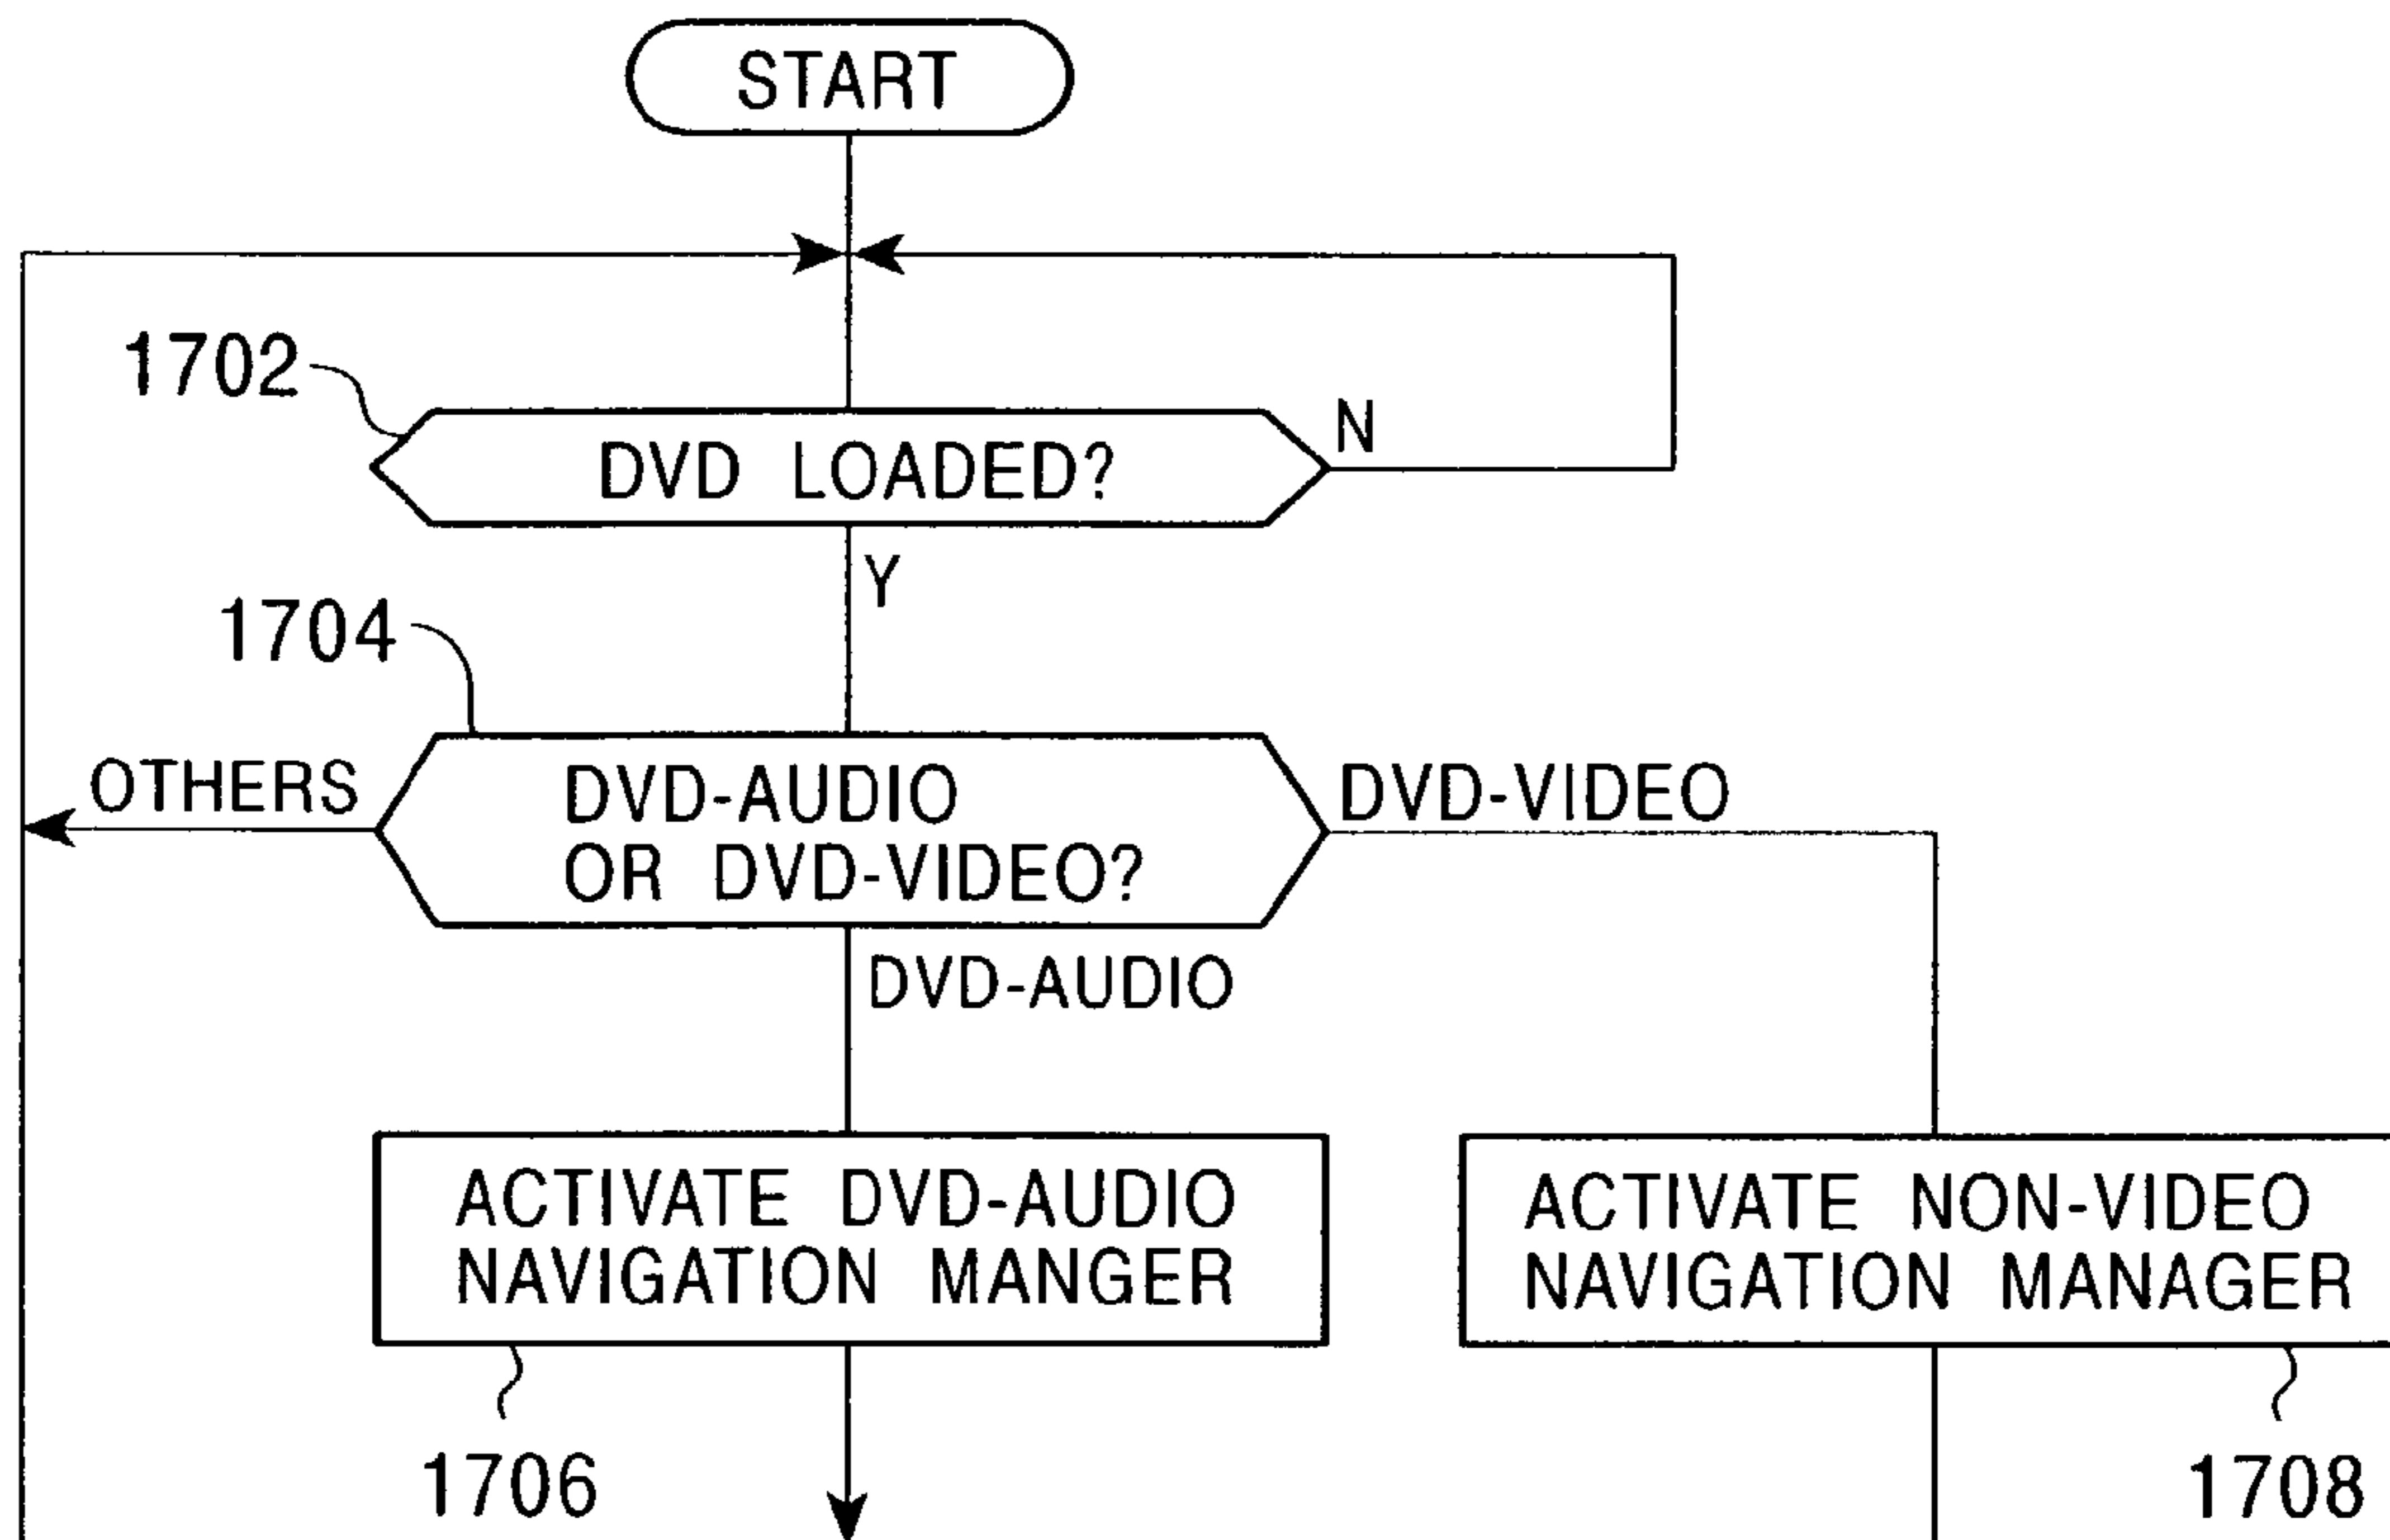 START
1702
N
DVD LOADED?
Y
1704
OTHERS
DVD-AUDIO
OR DVD-VIDEO?
DVD-VIDEO
DVD-AUDIO
ACTIVATE DVD-AUDIO
NAVIGATION MANGER
ACTIVATE NON-VIDEO
NAVIGATION MANAGER
1706
1708